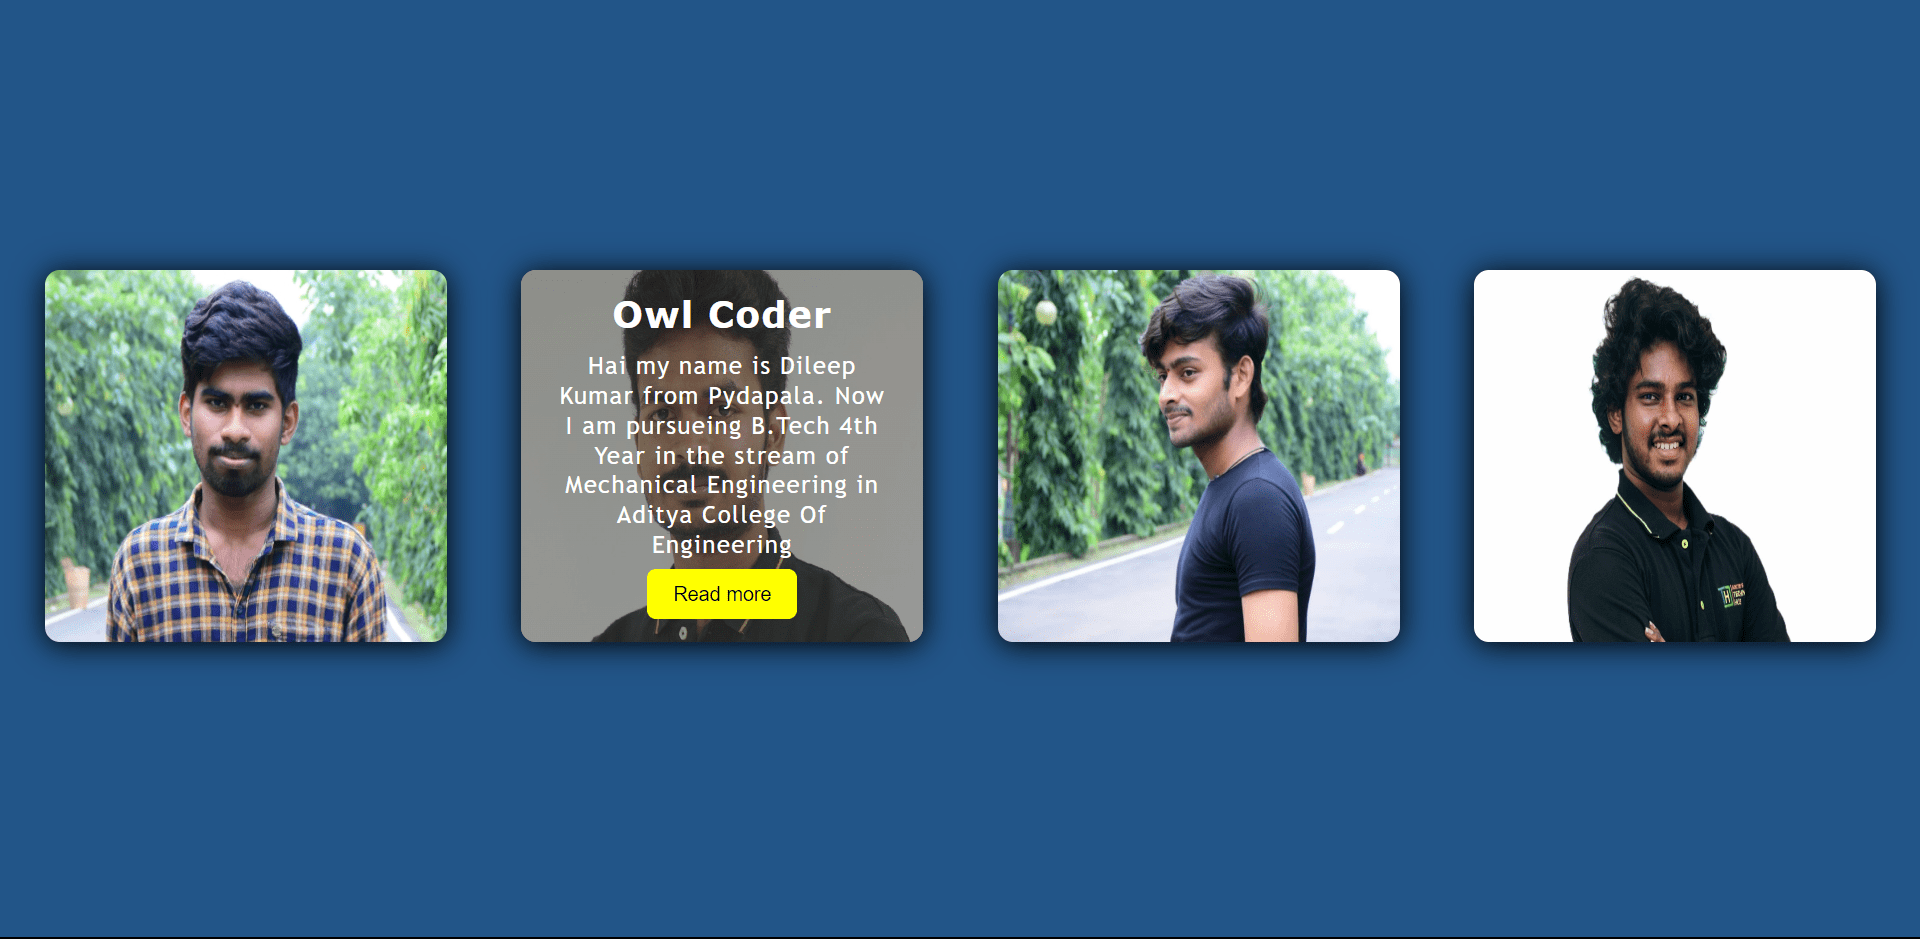 Owl Coder
Hai my name is Dileep
Kumar from Pydapala. Now
I am pursueing B.Tech 4th
Year in the stream of
Mechanical Engineering in
Aditya College Of
Engineering
Read more